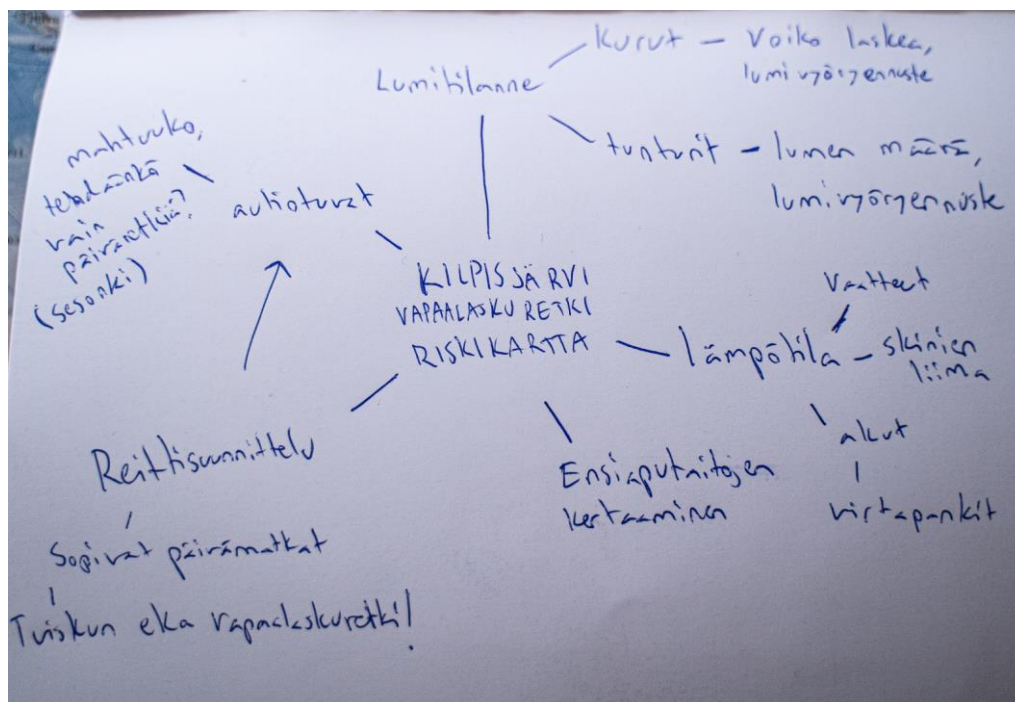 Lumitilanne
kurut – Voiko laskea,
lumivyöryennuste
tunturit – lumen määrä,
lumivyöryennuste
mahtuuko,
tehdäänkö
vain
päiväretkiä?
(sesonki)
autiotuvat
KILPISJÄRVI
VAPAALASKURETKI
RISKIKARTTA
Vaatteet
lämpötila – skinien
liima
akut
virtapankit
Ensiaputaitojen
kertaaminen
Reittisuunnittelu
Sopivat päivämatkat
Tuiskun eka vapaalaskuretki!